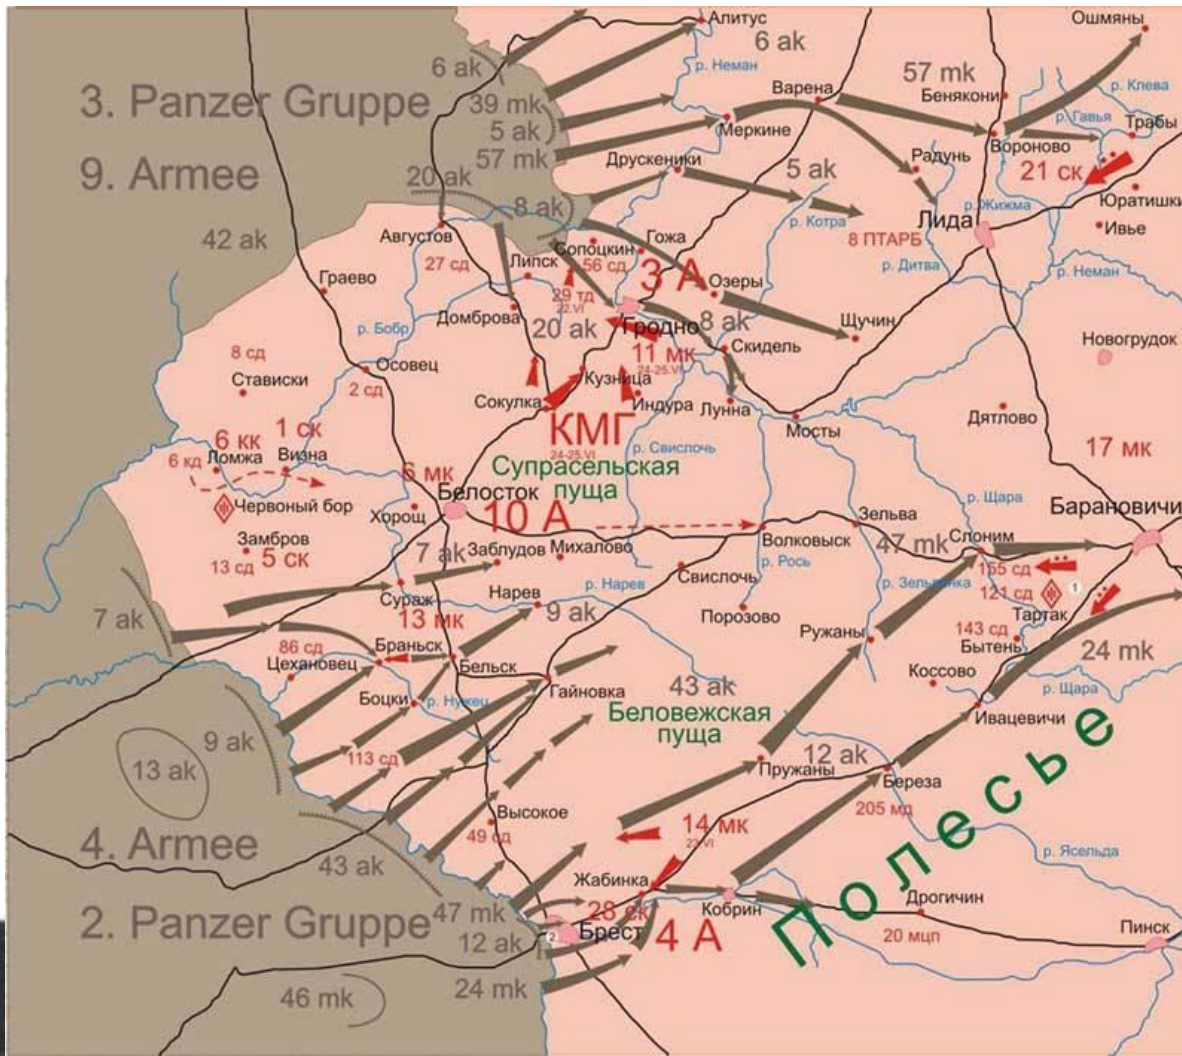 Алитус
Ошмяны
6 ak
6 ak
р. Неман
57 mk
Варена
Бенякони
р. Клева
3. Panzer Gruppe
39 mk
5 ak
57 mk
Меркине
р. Гавья
Трабы
Вороново
Друскеники
Радунь
21 ск
9. Armee
20 ak
5 ak
8 ak
р. Котра
Лида
р. Жижма
Юратишки
Ивье
42 ak
Августов
27 сд
Сопоцкин
Гожа
8 ПТАРБ
Липск
56 сд
3 А
р. Дитва
р. Неман
Граево
29 тд
22.VI
Озеры
р. Бобр
Домброва
20 ak
Гродно
8 ak
Щучин
Новогрудок
8 сд
Стависки
Осовец
2 сд
11 мк
24-25.VI
Скидель
Кузница
Сокулка
Индура
Лунна
Мосты
Дятлово
КМГ
24-25.VI
р. Свислочь
17 мк
6 кк
1 ск
6 кд
Ломжа
Визна
6 мк
Супрасельская
пуща
р. Щара
Белосток
Барановичи
Червоный бор
Хорощ
10 А
Зельва
Слоним
Волковыск
47 mk
Замбров
5 ск
13 сд
7 ak
Заблудов
Михалово
Свислочь
р. Рось
р. Зельвянка
155 сд
121 сд
1
Тартак
Сураж
Нарев
р. Нарев
Порозово
7 ak
13 мк
9 ak
Ружаны
143 сд
Бытень
86 сд
Браньск
Цехановец
Бельск
24 mk
Гайновка
Коссово
Боцки
р. Нужец
43 ak
р. Щара
Беловежская
пуща
Ивацевичи
9 ak
13 ak
113 сд
Пружаны
12 ak
Береза
Полесье
4. Armee
Высокое
49 сд
205 мд
14 мк
23.VI
43 ak
р. Ясельда
Жабинка
2. Panzer Gruppe
47 mk
28 ск
Кобрин
Дрогичин
12 ak
2
Брест
4 А
20 мцп
Пинск
24 mk
46 mk